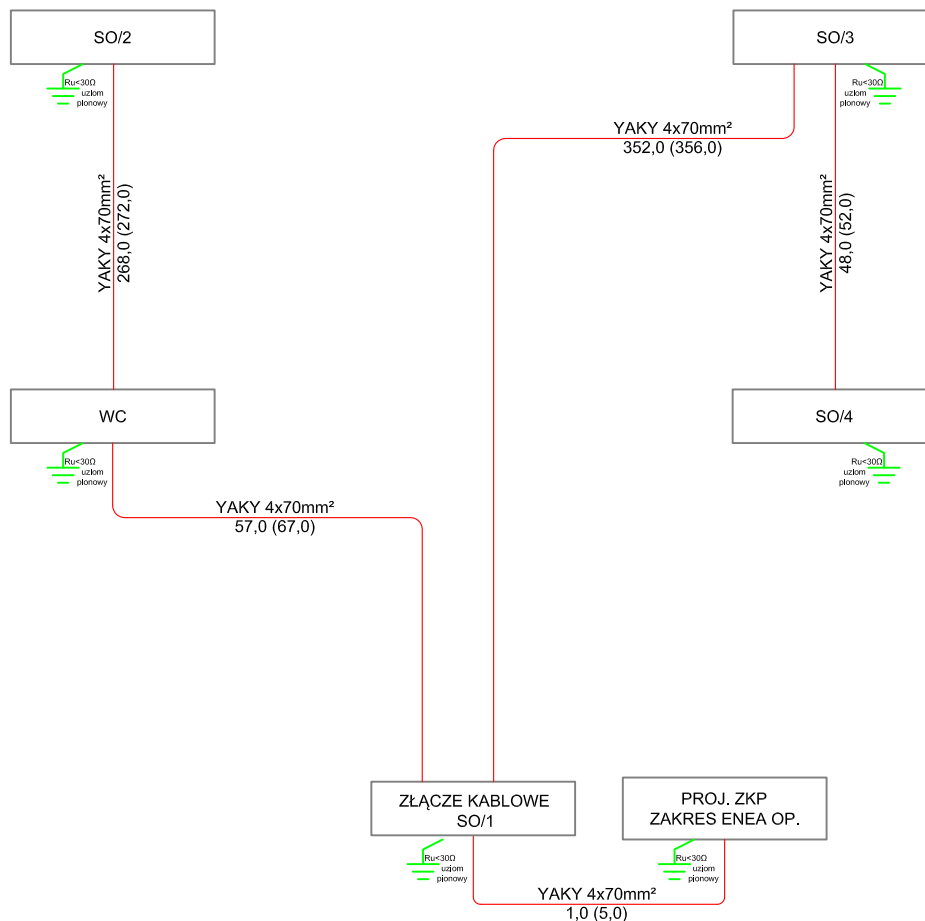 SO/2
Ru<30Ω
uziom
pionowy
SO/3
Ru<30Ω
uziom
pionowy
YAKY 4x70mm²
352,0 (356,0)
YAKY 4x70mm²
268,0 (272,0)
YAKY 4x70mm²
48,0 (52,0)
WC
Ru<30Ω
uziom
pionowy
SO/4
Ru<30Ω
uziom
pionowy
YAKY 4x70mm²
57,0 (67,0)
ZŁĄCZE KABLOWE
SO/1
Ru<30Ω
uziom
pionowy
PROJ. ZKP
ZAKRES ENEA OP.
Ru<30Ω
uziom
pionowy
YAKY 4x70mm²
1,0 (5,0)